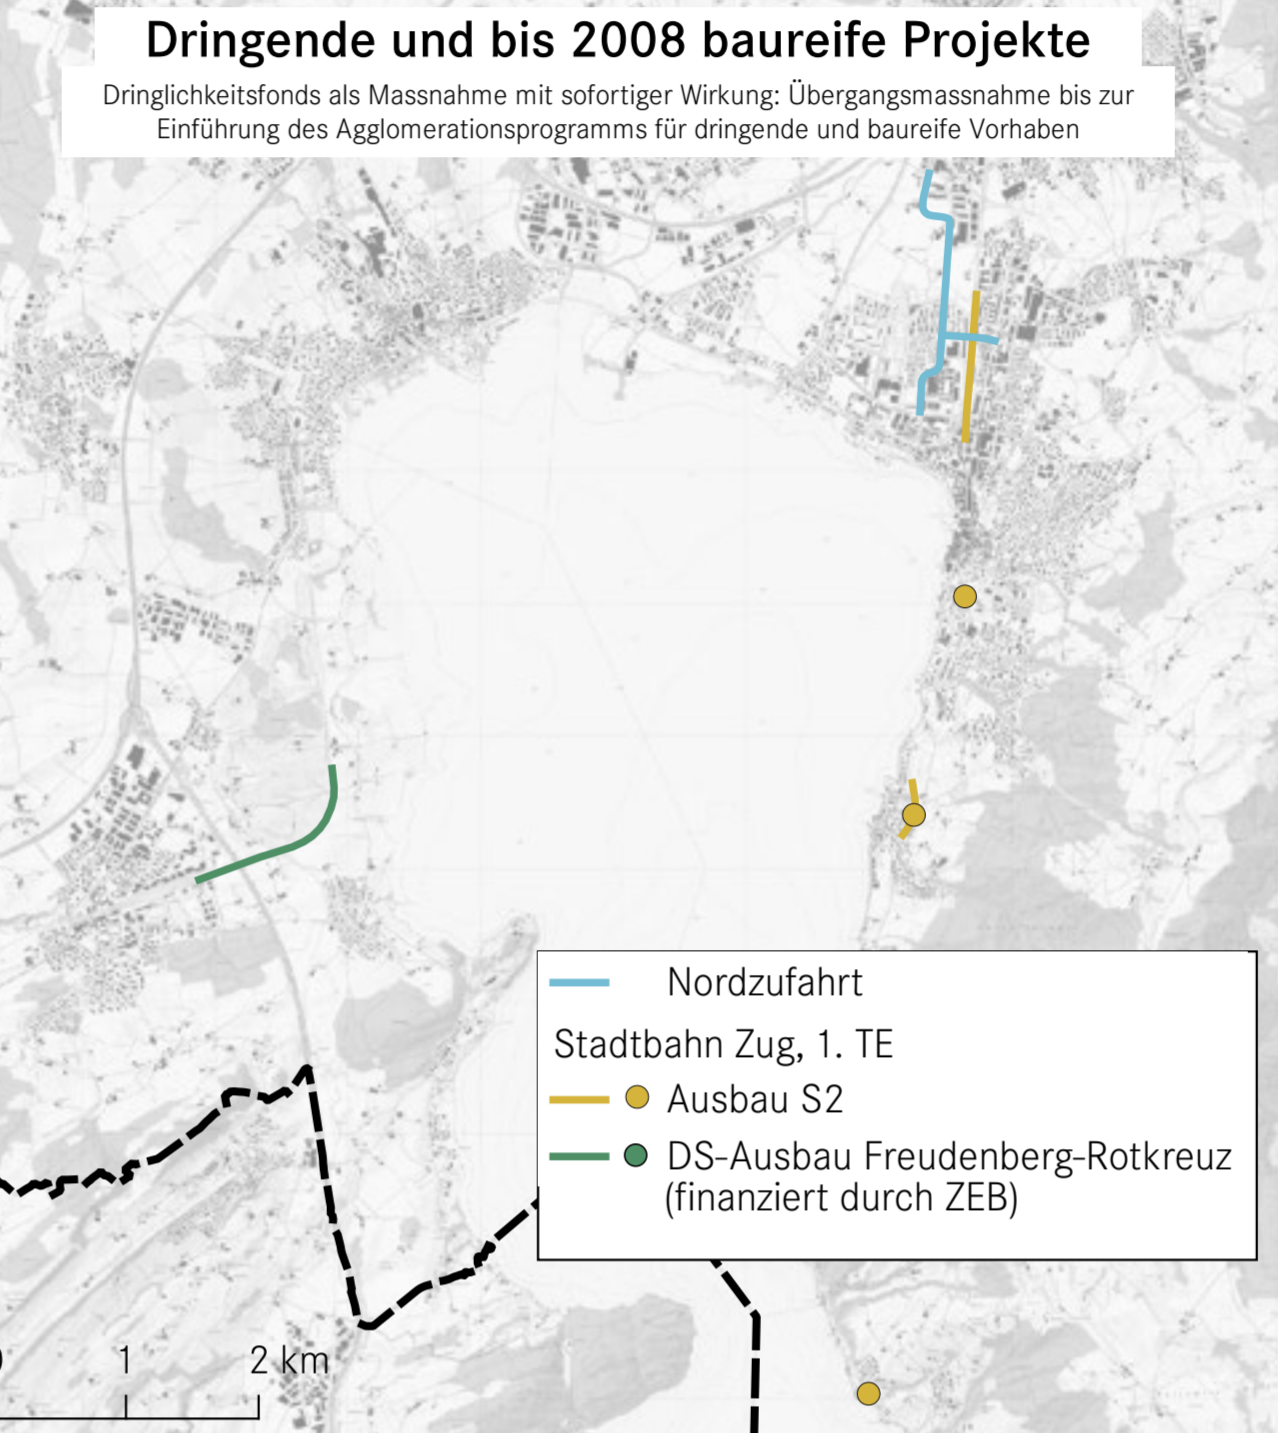 Dringende und bis 2008 baureife Projekte
Dringlichkeitsfonds als Massnahme mit sofortiger Wirkung: Übergangsmassnahme bis zur
Einführung des Agglomerationsprogramms für dringende und baureife Vorhaben
Nordzufahrt
Stadtbahn Zug, 1. TE
Ausbau S2
DS-Ausbau Freudenberg-Rotkreuz
(finanziert durch ZEB)
1 2 km